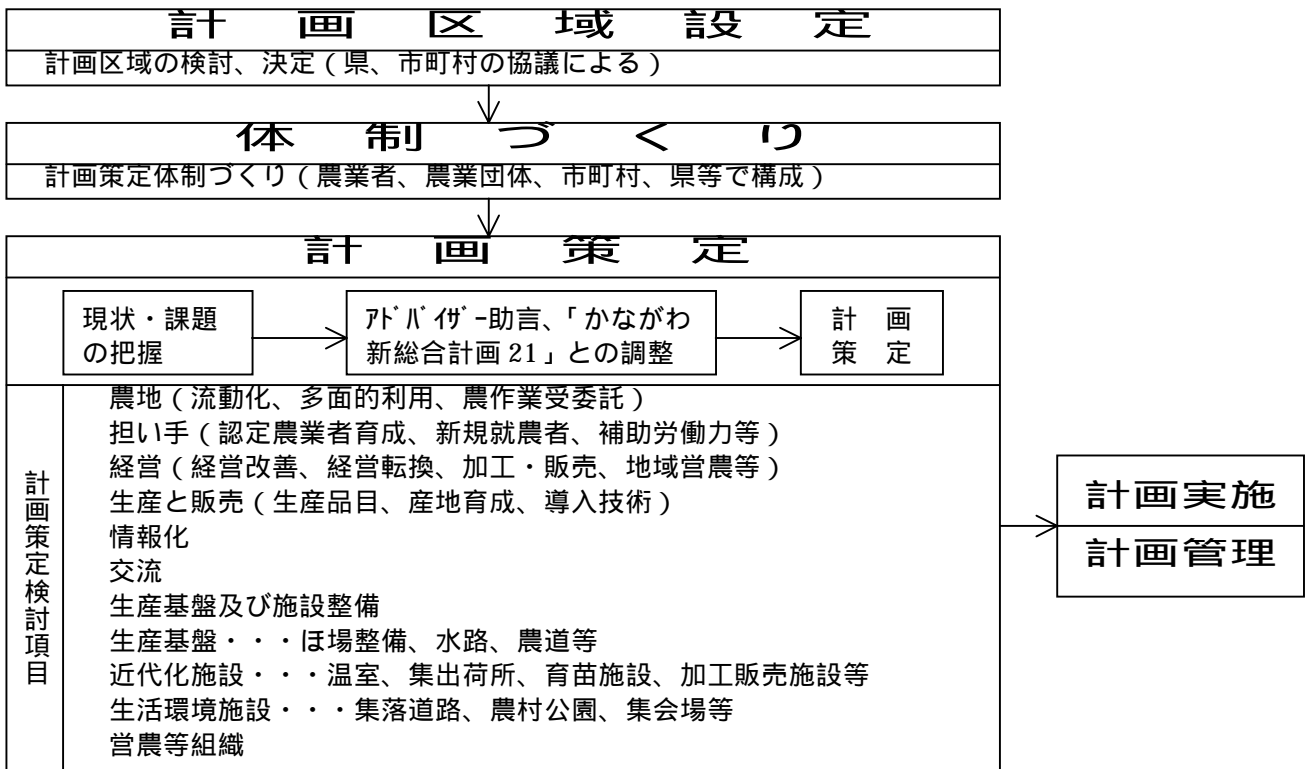 計画区域設定
計画区域の検討、決定（県、市町村の協議による）
体制づくり
計画策定体制づくり（農業者、農業団体、市町村、県等で構成）
計画策定
現状・課題
の把握
ｱﾄﾞﾊﾞｲｻﾞｰ助言、「かながわ
新総合計画21」との調整
計画
策定
計画策定検討項目
農地（流動化、多面的利用、農作業受委託）
担い手（認定農業者育成、新規就農者、補助労働力等）
経営（経営改善、経営転換、加工・販売、地域営農等）
生産と販売（生産品目、産地育成、導入技術）
情報化
交流
生産基盤及び施設整備
生産基盤・・・ほ場整備、水路、農道等
近代化施設・・・温室、集出荷所、育苗施設、加工販売施設等
生活環境施設・・・集落道路、農村公園、集会場等
営農等組織
計画実施
計画管理